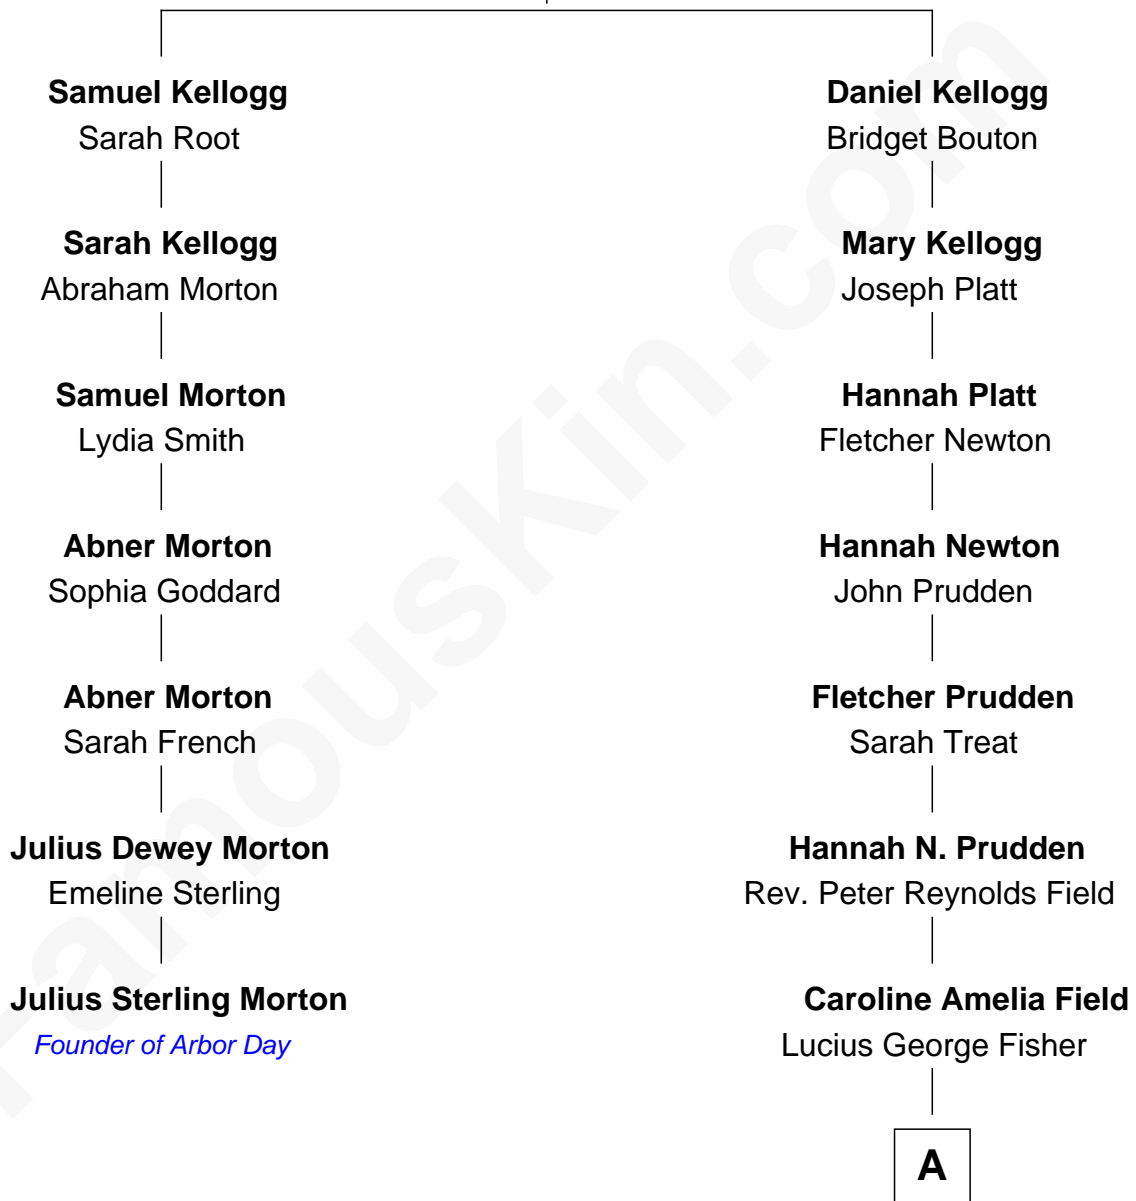 Samuel Kellogg
Sarah Root
Daniel Kellogg
Bridget Bouton
Sarah Kellogg
Abraham Morton
Mary Kellogg
Joseph Platt
Samuel Morton
Lydia Smith
Hannah Platt
Fletcher Newton
Abner Morton
Sophia Goddard
Hannah Newton
John Prudden
Abner Morton
Sarah French
Fletcher Prudden
Sarah Treat
Julius Dewey Morton
Emeline Sterling
Hannah N. Prudden
Rev. Peter Reynolds Field
Julius Sterling Morton
Founder of Arbor Day
Caroline Amelia Field
Lucius George Fisher
A
FamousKin.com